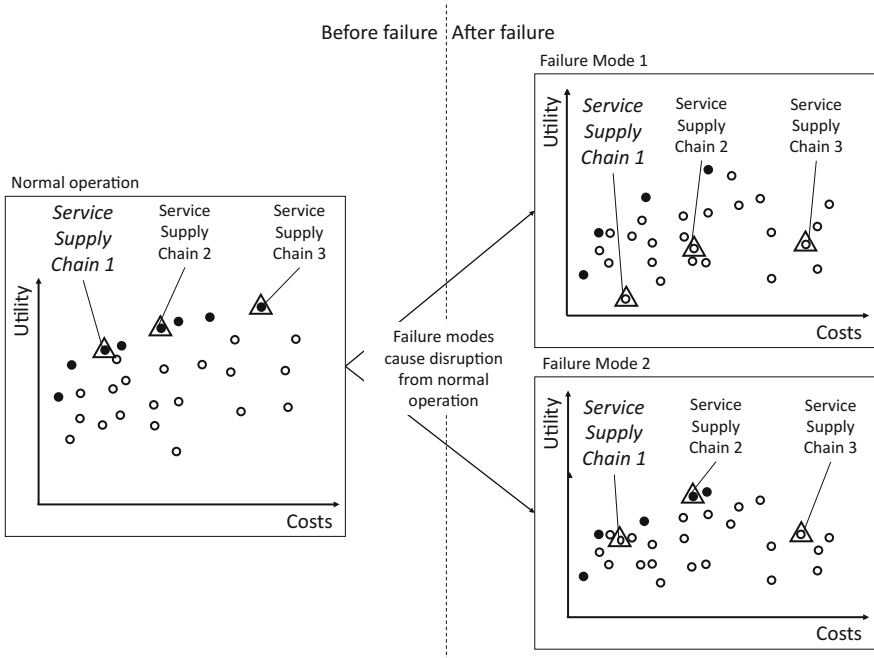 Before failure
After failure
Normal operation
Utility
Service
Supply
Chain 1
Service
Supply
Chain 2
Service
Supply
Chain 3
Costs
Failure modes
cause disruption
from normal
operation
Failure Mode 1
Utility
Service
Supply
Chain 1
Service
Supply
Chain 2
Service
Supply
Chain 3
Costs
Failure Mode 2
Utility
Service
Supply
Chain 1
Service
Supply
Chain 2
Service
Supply
Chain 3
Costs